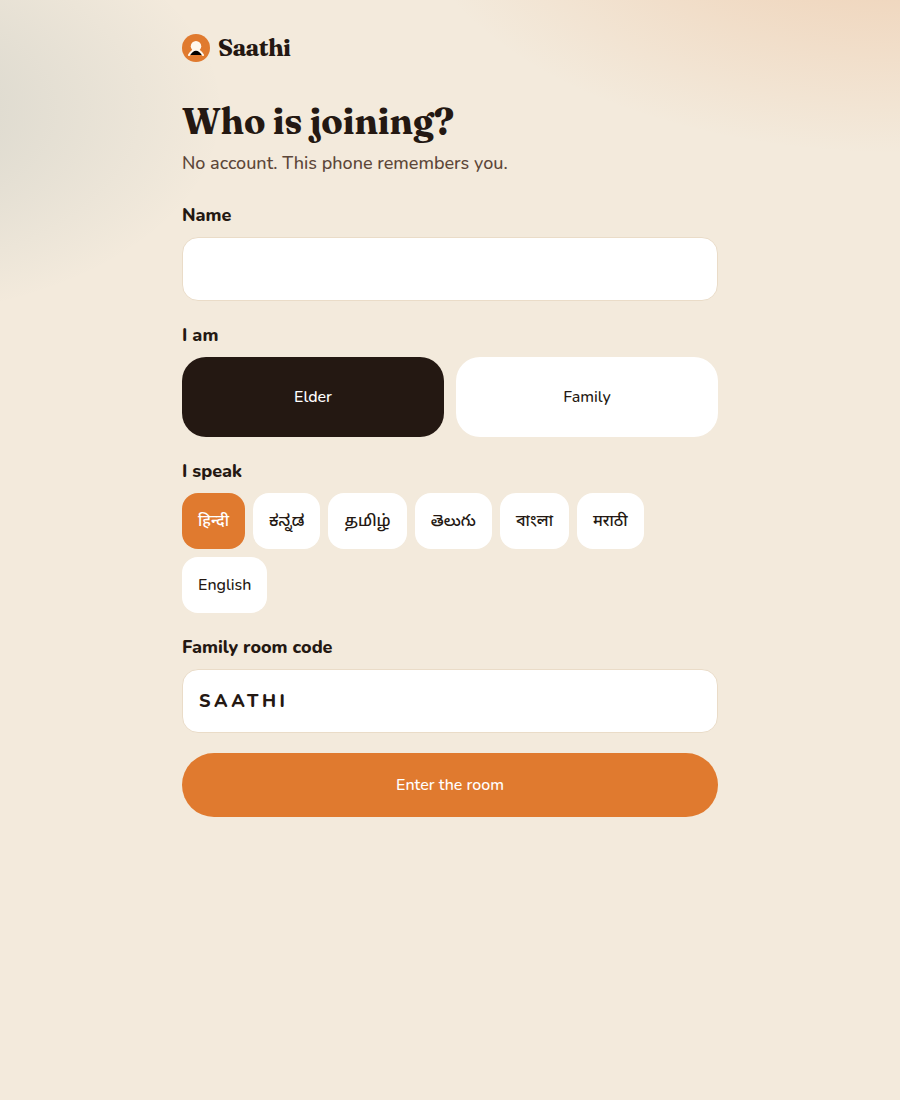 Saathi
Who is joining?
No account. This phone remembers you.
Name
I am
Elder Family
I speak
हिन्दी ಕನ್ನಡ தமிழ் తెలుగు বাংলা मराठी
English
Family room code
SAATHI
Enter the room